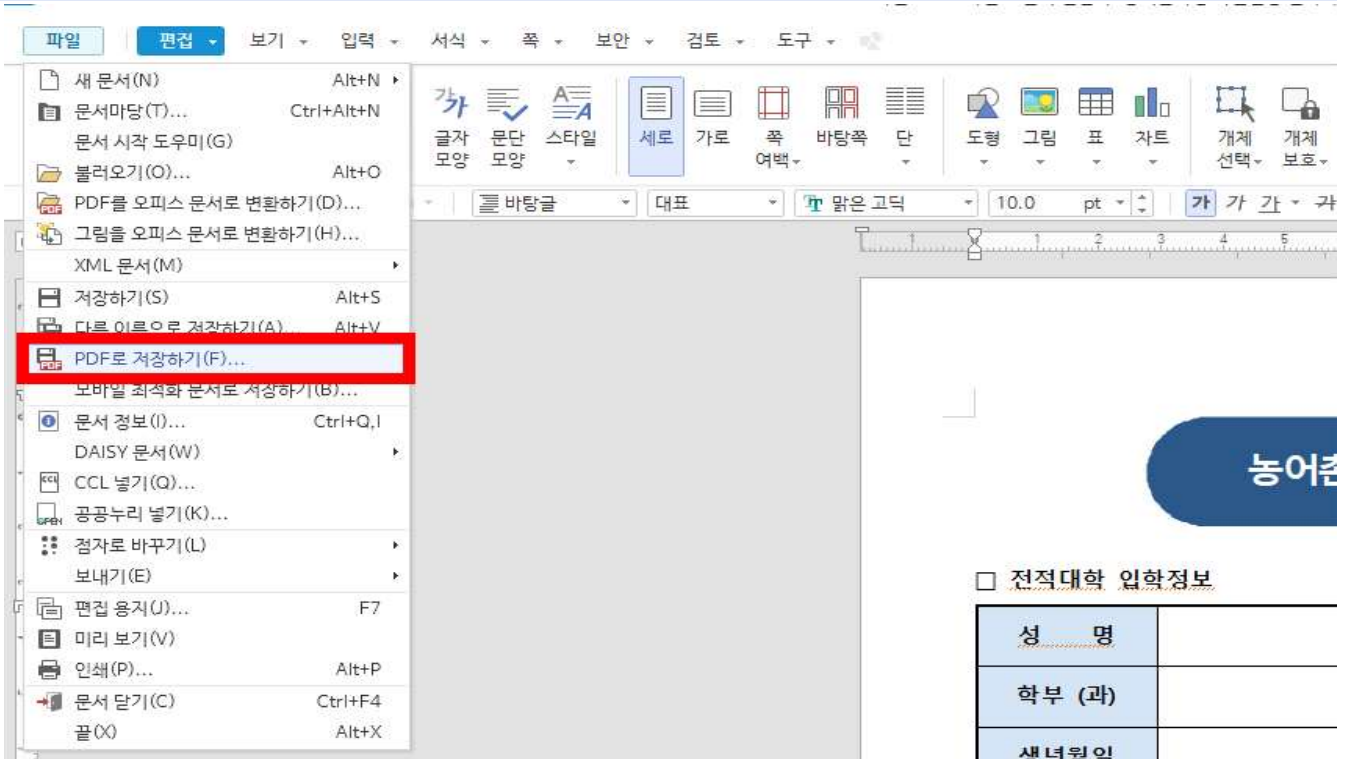 파일 편집 보기 입력 서식 쪽 보안 검토 도구
새 문서(N) Alt+N
문서마당(T)... Ctrl+Alt+N
문서 시작 도우미(G)
불러오기(O)... Alt+O
PDF를 오피스 문서로 변환하기(D)...
그림을 오피스 문서로 변환하기(H)...
XML 문서(M)
저장하기(S) Alt+S
다른 이름으로 저장하기(A)... Alt+V
PDF로 저장하기(F)...
모바일 최적화 문서로 저장하기(B)...
문서 정보(I)... Ctrl+Q,I
DAISY 문서(W)
CCL 넣기(Q)...
공공누리 넣기(K)...
점자로 바꾸기(L)
보내기(E)
편집 용지(J)... F7
미리 보기(V)
인쇄(P)... Alt+P
문서 닫기(C) Ctrl+F4
끝(X) Alt+X
글자 모양
문단 모양
스타일
세로
가로
쪽 여백
바탕쪽
단
도형
그림
표
차트
개체 선택
개체 보호
바탕글 대표 맑은 고딕 10.0 pt 가 가 가 가
1 1 2 3 4 5
농어촌
□ 전적대학 입학정보
성 명
학부 (과)
생년월일